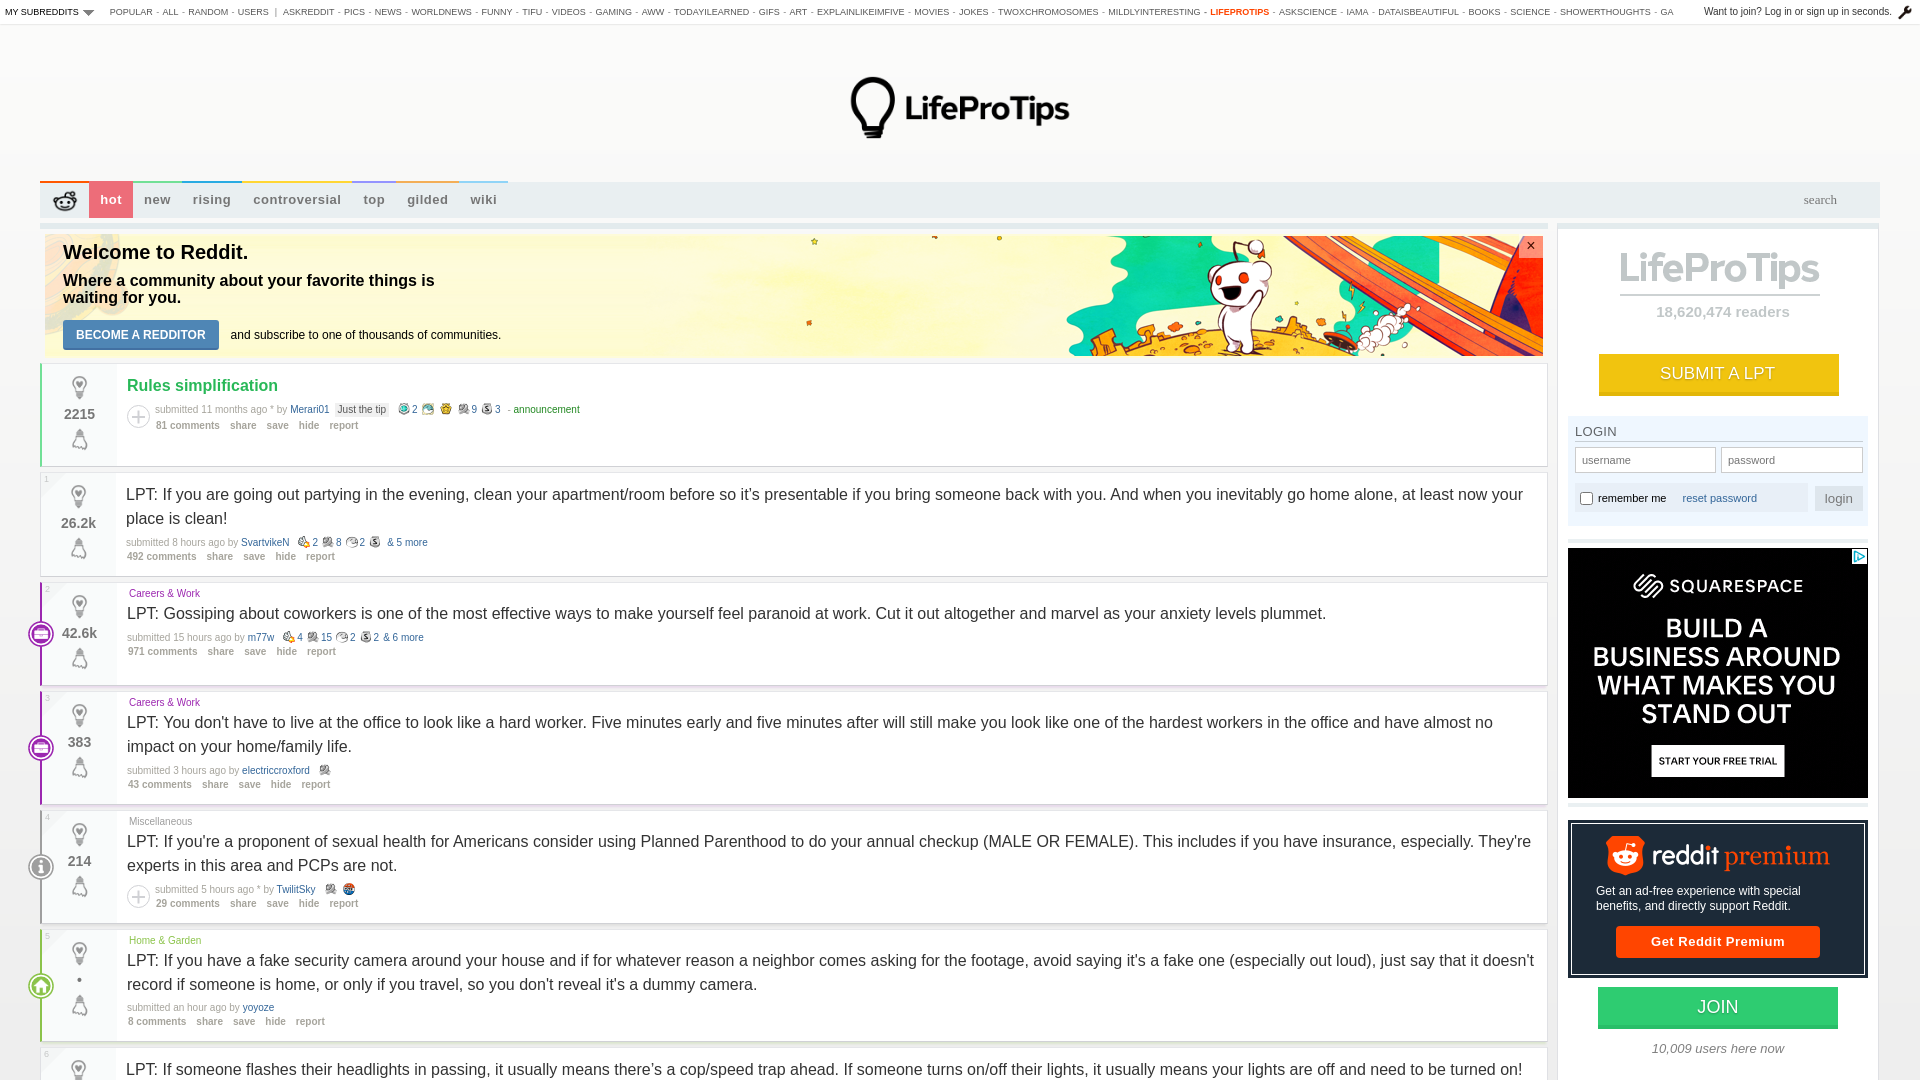 MY SUBREDDITS POPULAR - ALL - RANDOM - USERS | ASKREDDIT - PICS - NEWS - WORLDNEWS - FUNNY - TIFU - VIDEOS - GAMING - AWW - TODAYILEARNED - GIFS - ART - EXPLAINLIKEIMFIVE - MOVIES - JOKES - TWOXCHROMOSOMES - MILDLYINTERESTING - LIFEPROTIPS - ASKSCIENCE - IAMA - DATAISBEAUTIFUL - BOOKS - SCIENCE - SHOWERTHOUGHTS - GA
Want to join? Log in or sign up in seconds.
LifeProTips
hot new rising controversial top gilded wiki
search
Welcome to Reddit.
Where a community about your favorite things is
waiting for you.
BECOME A REDDITOR and subscribe to one of thousands of communities.
×
2215
Rules simplification
submitted 11 months ago * by Merari01 Just the tip 2 9 3 - announcement
81 comments share save hide report
1
26.2k
LPT: If you are going out partying in the evening, clean your apartment/room before so it's presentable if you bring someone back with you. And when you inevitably go home alone, at least now your
place is clean!
submitted 8 hours ago by SvartvikeN 2 8 2 & 5 more
492 comments share save hide report
2
42.6k
Careers & Work
LPT: Gossiping about coworkers is one of the most effective ways to make yourself feel paranoid at work. Cut it out altogether and marvel as your anxiety levels plummet.
submitted 15 hours ago by m77w 4 15 2 2 & 6 more
971 comments share save hide report
3
383
Careers & Work
LPT: You don't have to live at the office to look like a hard worker. Five minutes early and five minutes after will still make you look like one of the hardest workers in the office and have almost no
impact on your home/family life.
submitted 3 hours ago by electriccroxford
43 comments share save hide report
4
214
Miscellaneous
LPT: If you're a proponent of sexual health for Americans consider using Planned Parenthood to do your annual checkup (MALE OR FEMALE). This includes if you have insurance, especially. They're
experts in this area and PCPs are not.
submitted 5 hours ago * by TwilitSky
29 comments share save hide report
5
•
Home & Garden
LPT: If you have a fake security camera around your house and if for whatever reason a neighbor comes asking for the footage, avoid saying it's a fake one (especially out loud), just say that it doesn't
record if someone is home, or only if you travel, so you don't reveal it's a dummy camera.
submitted an hour ago by yoyoze
8 comments share save hide report
6
LPT: If someone flashes their headlights in passing, it usually means there's a cop/speed trap ahead. If someone turns on/off their lights, it usually means your lights are off and need to be turned on!
LifeProTips
18,620,474 readers
SUBMIT A LPT
LOGIN
username password
remember me reset password login
SQUARESPACE
BUILD A
BUSINESS AROUND
WHAT MAKES YOU
STAND OUT
START YOUR FREE TRIAL
reddit premium
Get an ad-free experience with special
benefits, and directly support Reddit.
Get Reddit Premium
JOIN
10,009 users here now